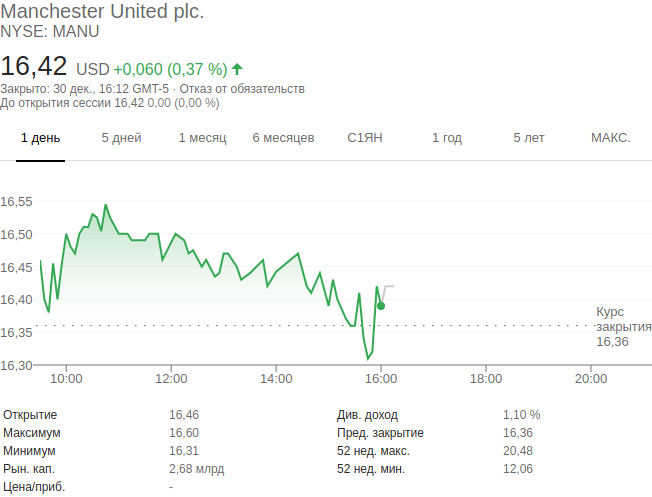 Manchester United plc.
NYSE: MANU
16,42 USD +0,060 (0,37 %)
Закрыто: 30 дек., 16:12 GMT-5 · Отказ от обязательств
До открытия сессии 16,42 0,00 (0,00 %)
1 день 5 дней 1 месяц 6 месяцев С1ЯН 1 год 5 лет МАКС.
16,55
16,50
16,45
16,40
16,35
16,30
Курс
закрытия
16,36
10:00 12:00 14:00 16:00 18:00 20:00
Открытие 16,46 Див. доход 1,10 %
Максимум 16,60 Пред. закрытие 16,36
Минимум 16,31 52 нед. макс. 20,48
Рын. кап. 2,68 млрд 52 нед. мин. 12,06
Цена/приб. -